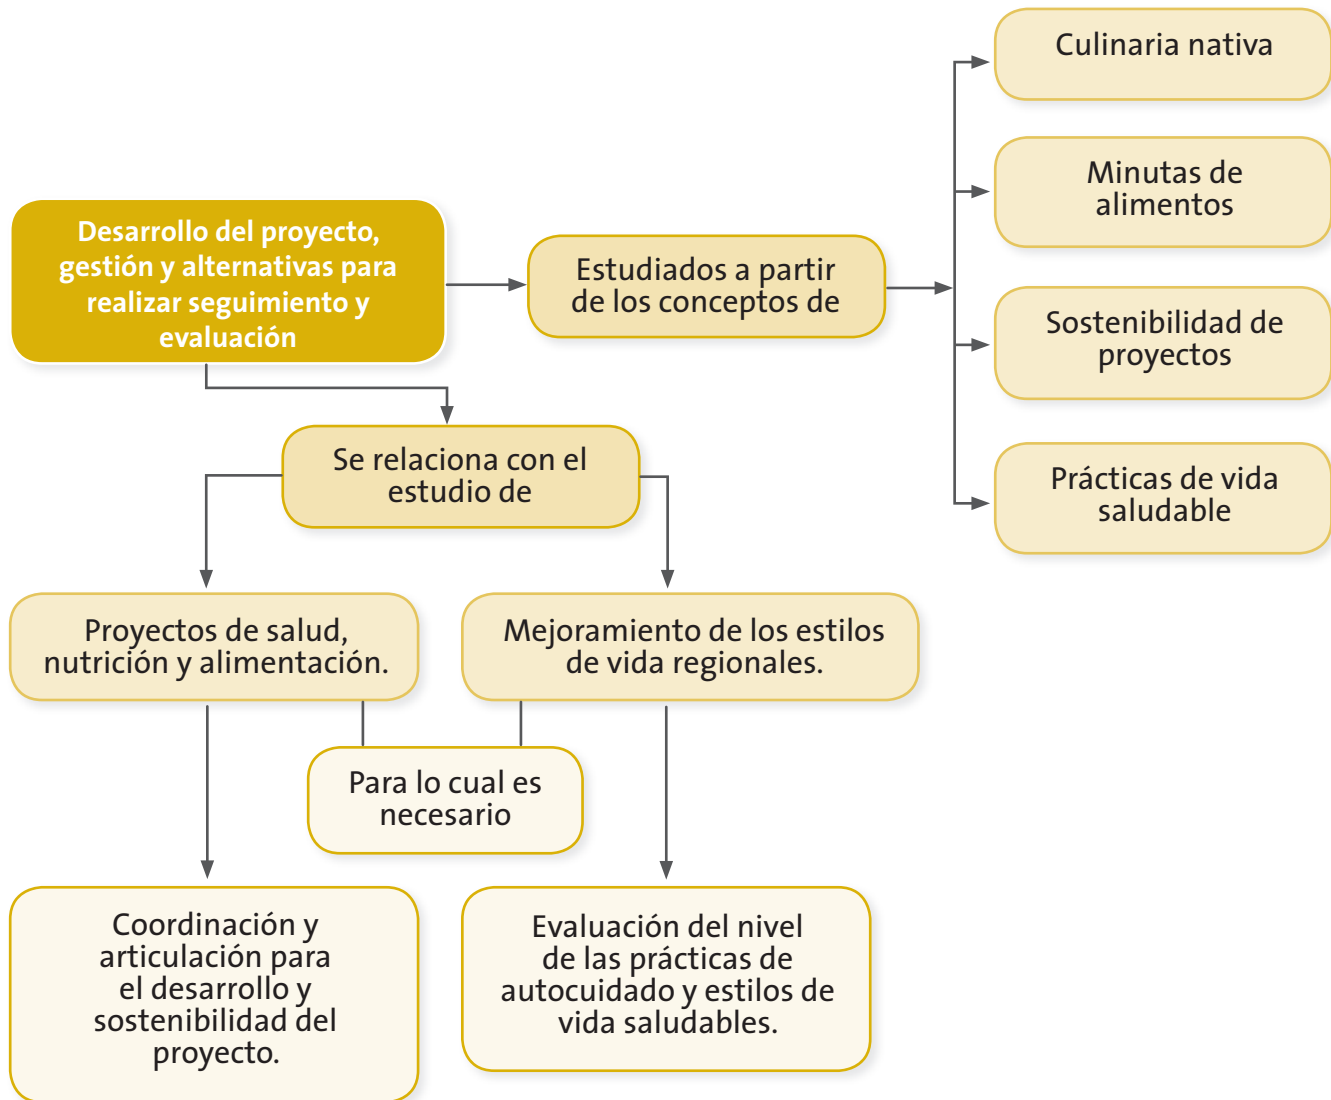 Desarrollo del proyecto,
gestión y alternativas para
realizar seguimiento y
evaluación
Estudiados a partir
de los conceptos de
Culinaria nativa
Minutas de
alimentos
Sostenibilidad de
proyectos
Prácticas de vida
saludable
Se relaciona con el
estudio de
Proyectos de salud,
nutrición y alimentación.
Mejoramiento de los estilos
de vida regionales.
Para lo cual es
necesario
Coordinación y
articulación para
el desarrollo y
sostenibilidad del
proyecto.
Evaluación del nivel
de las prácticas de
autocuidado y estilos de
vida saludables.